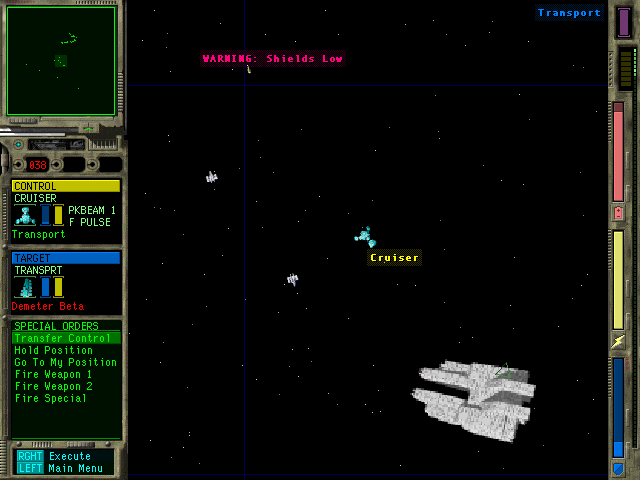 Transport
WARNING: Shields Low
038
CONTROL
CRUISER
PKBEAM 1
F PULSE
Transport
TARGET
TRANSPRT
Demeter Beta
SPECIAL ORDERS
Transfer Control
Hold Position
Go To My Position
Fire Weapon 1
Fire Weapon 2
Fire Special
RGHT Execute
LEFT Main Menu
Cruiser